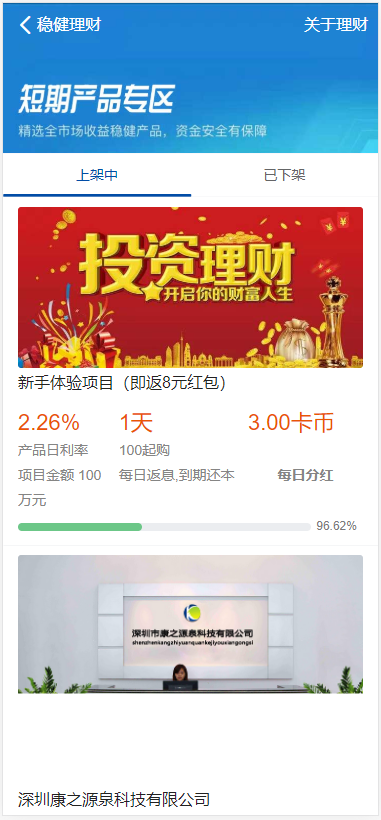 稳健理财 关于理财
短期产品专区
精选全市场收益稳健产品，资金安全有保障
上架中 已下架
投资理财
开启你的财富人生
新手体验项目（即返8元红包）
2.26% 1天 3.00卡币
产品日利率 100起购
项目金额 100 每日返息,到期还本 每日分红
万元
96.62%
深圳市康之源泉科技有限公司
shenzhenkangzhiyuanquankejiyouxiangongsi
深圳康之源泉科技有限公司